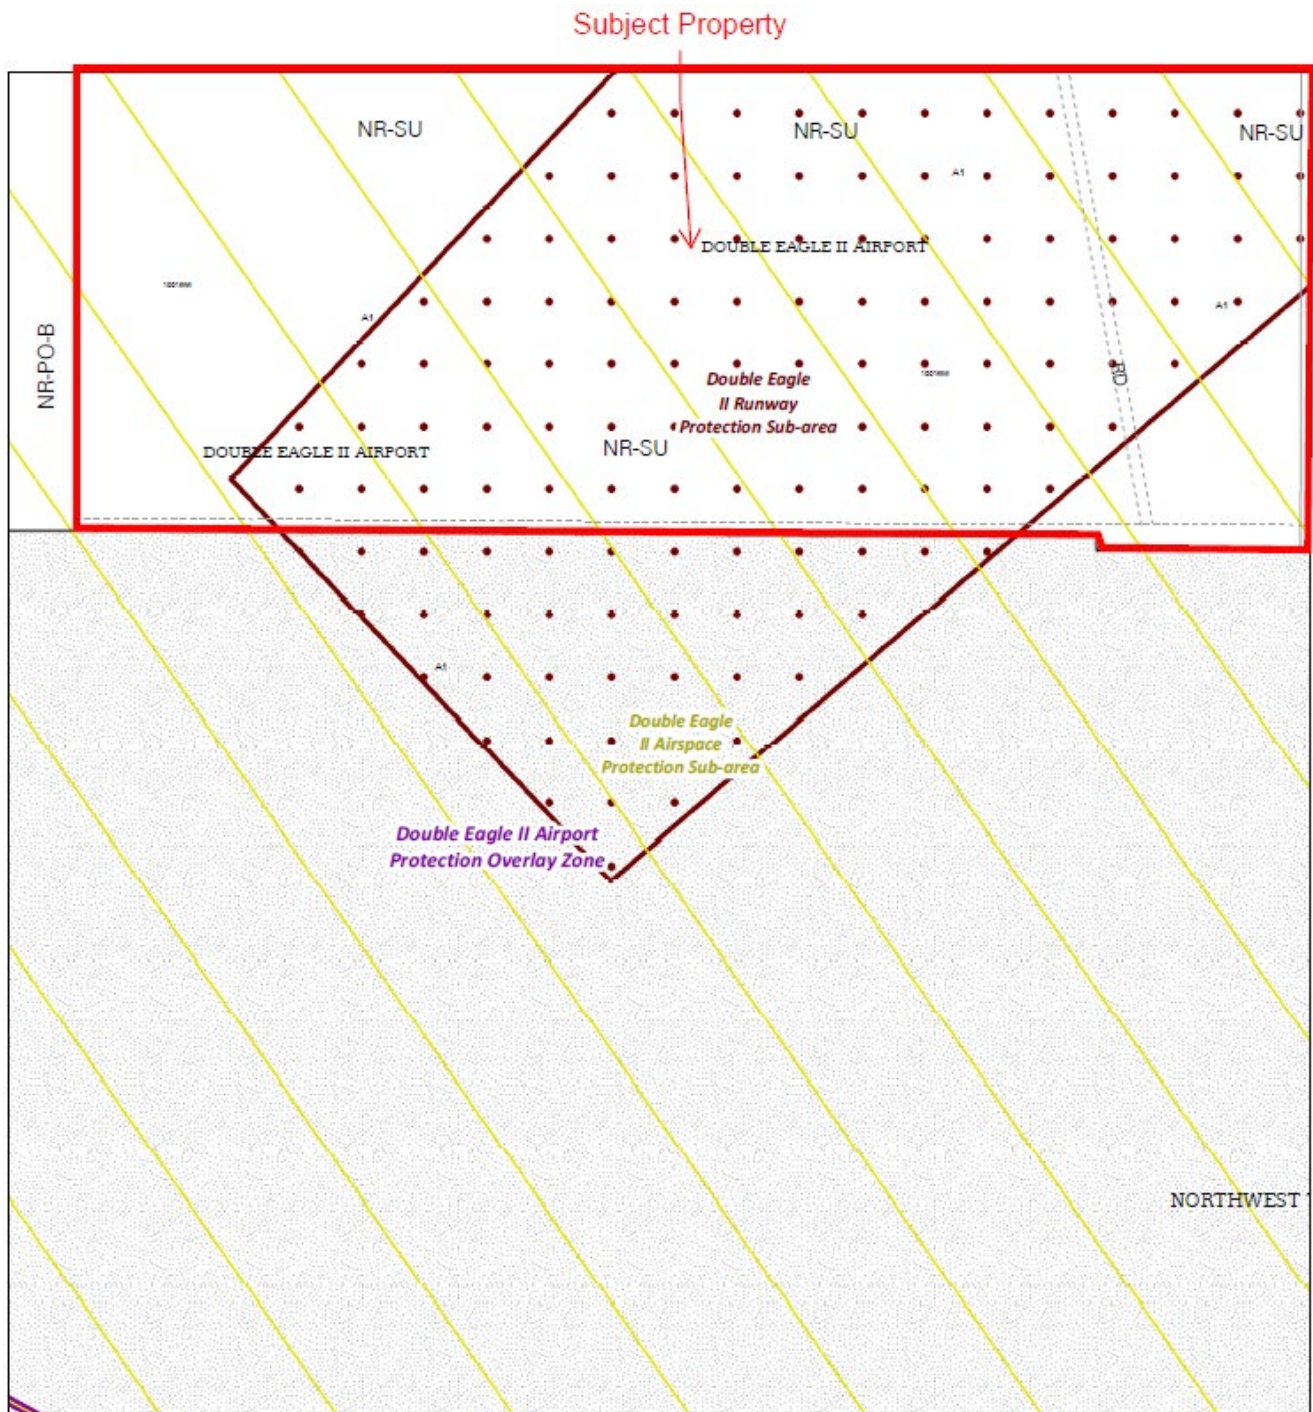 Subject Property
NR-SU
NR-SU
NR-SU
A1
DOUBLE EAGLE II AIRPORT
A1
A1
NR-PO-B
RD
Double Eagle
II Runway
Protection Sub-area
DOUBLE EAGLE II AIRPORT
NR-SU
A1
Double Eagle
II Airspace
Protection Sub-area
Double Eagle II Airport
Protection Overlay Zone
NORTHWEST